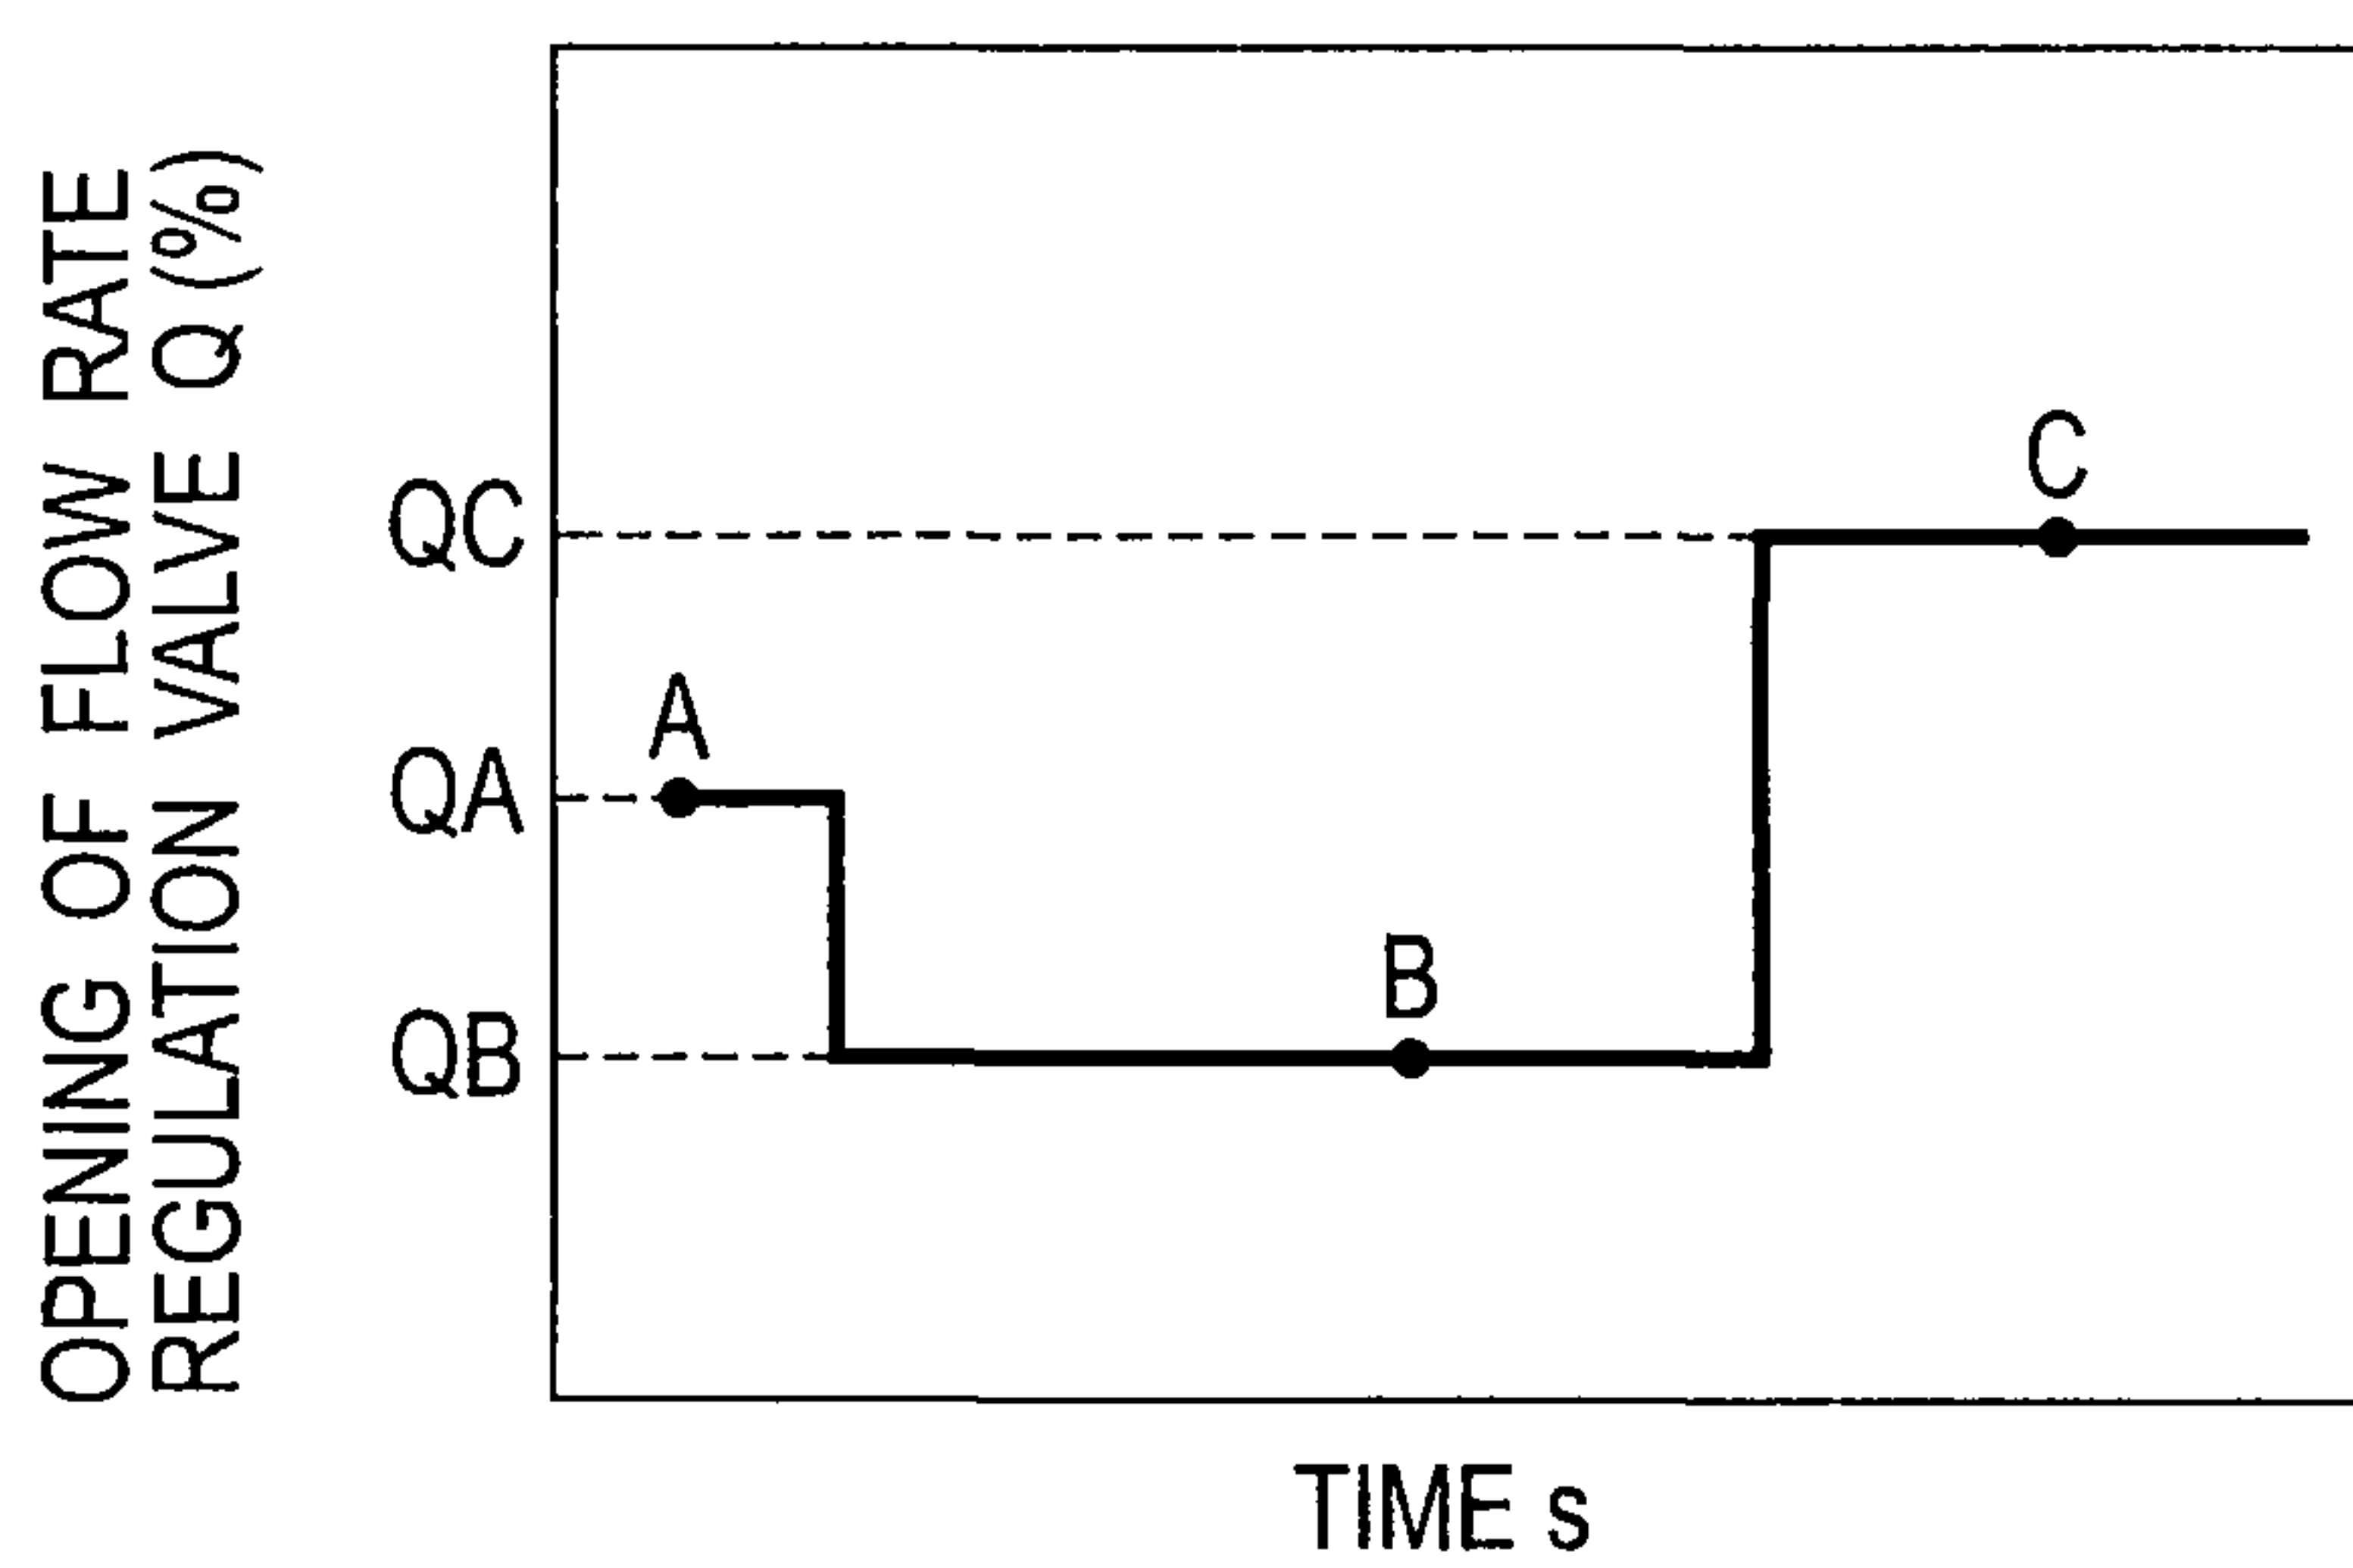 OPENING OF FLOW RATE
REGULATION VALVE Q (%)
QC
C
A
QA
B
QB
TIME s